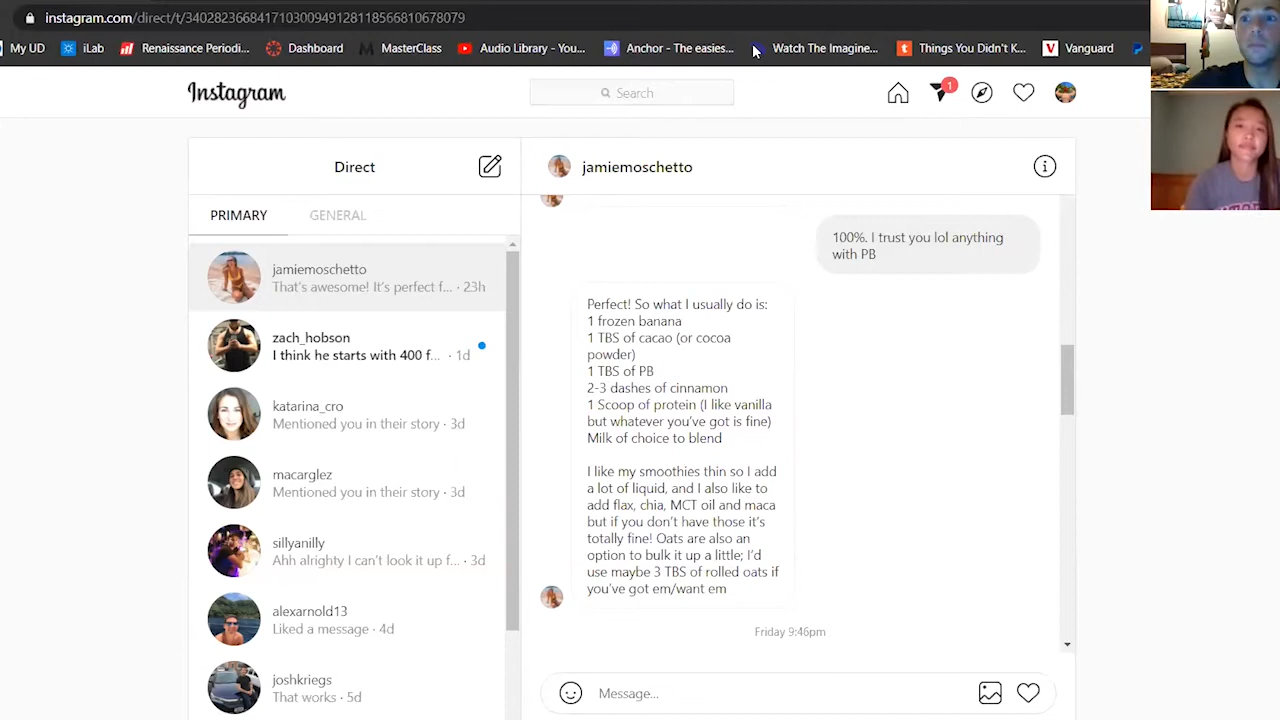 instagram.com/direct/t/340282366841710300949128118566810678079
My UD
iLab
Renaissance Periodi...
Dashboard
MasterClass
Audio Library - You...
Anchor - The easies...
Watch The Imagine...
Things You Didn't K...
Vanguard
Instagram
Search
1
Direct
jamiemoschetto
PRIMARY
GENERAL
jamiemoschetto
That's awesome! It's perfect f... · 23h
zach_hobson
I think he starts with 400 f... · 1d
katarina_cro
Mentioned you in their story · 3d
macarglez
Mentioned you in their story · 3d
sillyanilly
Ahh alrighty I can't look it up f... · 3d
alexarnold13
Liked a message · 4d
joshkriegs
That works · 5d
100%. I trust you lol anything
with PB
Perfect! So what I usually do is:
1 frozen banana
1 TBS of cacao (or cocoa
powder)
1 TBS of PB
2-3 dashes of cinnamon
1 Scoop of protein (I like vanilla
but whatever you've got is fine)
Milk of choice to blend
I like my smoothies thin so I add
a lot of liquid, and I also like to
add flax, chia, MCT oil and maca
but if you don't have those it's
totally fine! Oats are also an
option to bulk it up a little; I'd
use maybe 3 TBS of rolled oats if
you've got em/want em
Friday 9:46pm
Message...